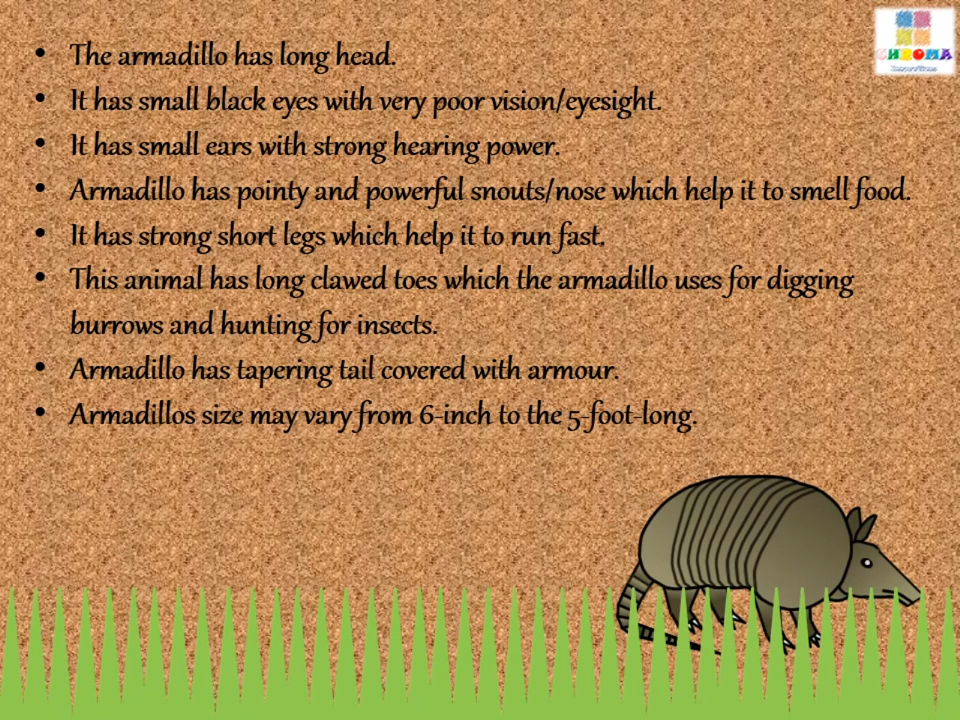 CHROMA
• The armadillo has long head.
• It has small black eyes with very poor vision/eyesight.
• It has small ears with strong hearing power.
• Armadillo has pointy and powerful snouts/nose which help it to smell food.
• It has strong short legs which help it to run fast.
• This animal has long clawed toes which the armadillo uses for digging
burrows and hunting for insects.
• Armadillo has tapering tail covered with armour.
• Armadillos size may vary from 6-inch to the 5-foot-long.